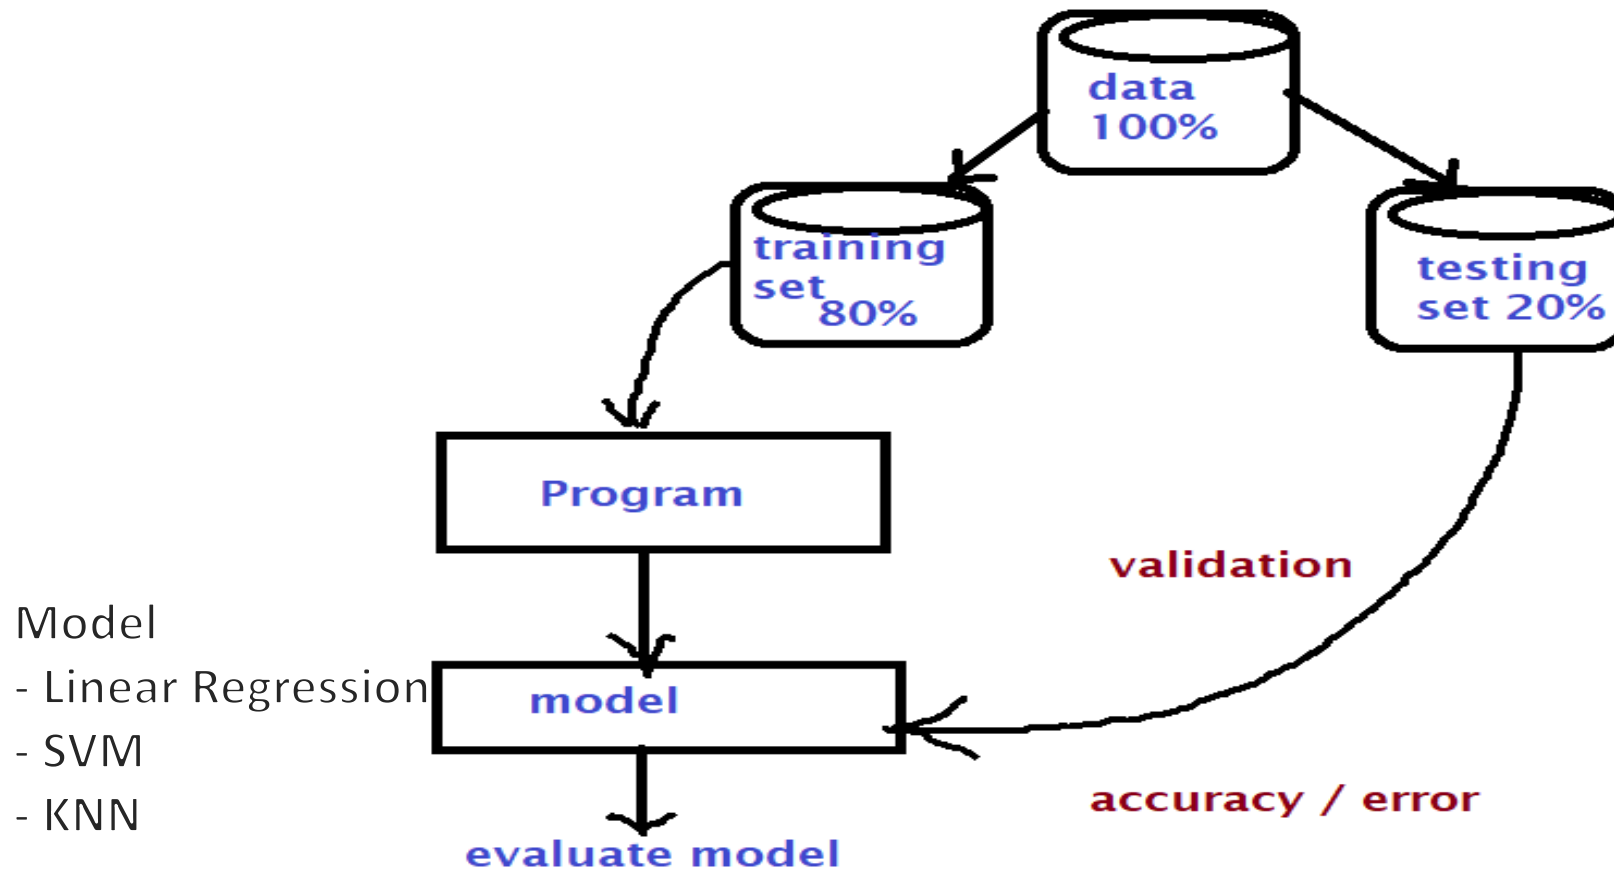 data
100%
training
set
80%
testing
set 20%
Program
validation
Model
- Linear Regression
- SVM
- KNN
model
accuracy / error
evaluate model